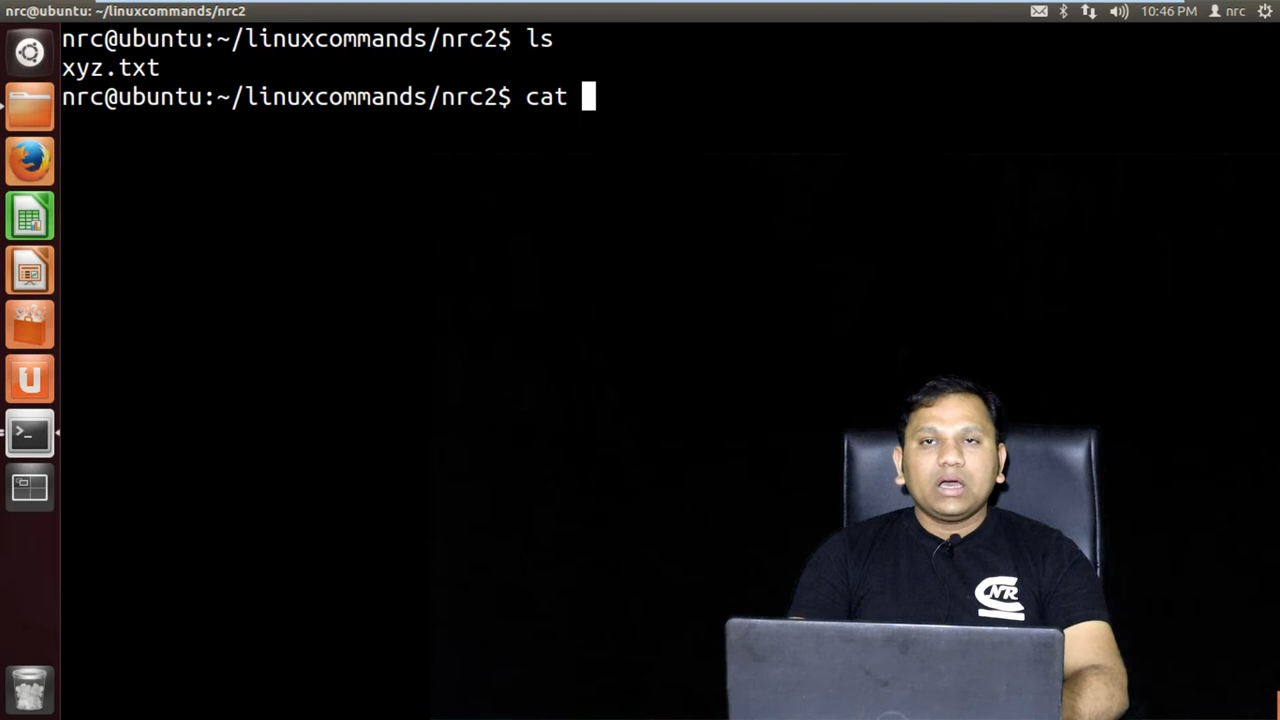 nrc@ubuntu: ~/linuxcommands/nrc2
10:46 PM nrc
nrc@ubuntu:~/linuxcommands/nrc2$ ls
xyz.txt
nrc@ubuntu:~/linuxcommands/nrc2$ cat
>_
NR